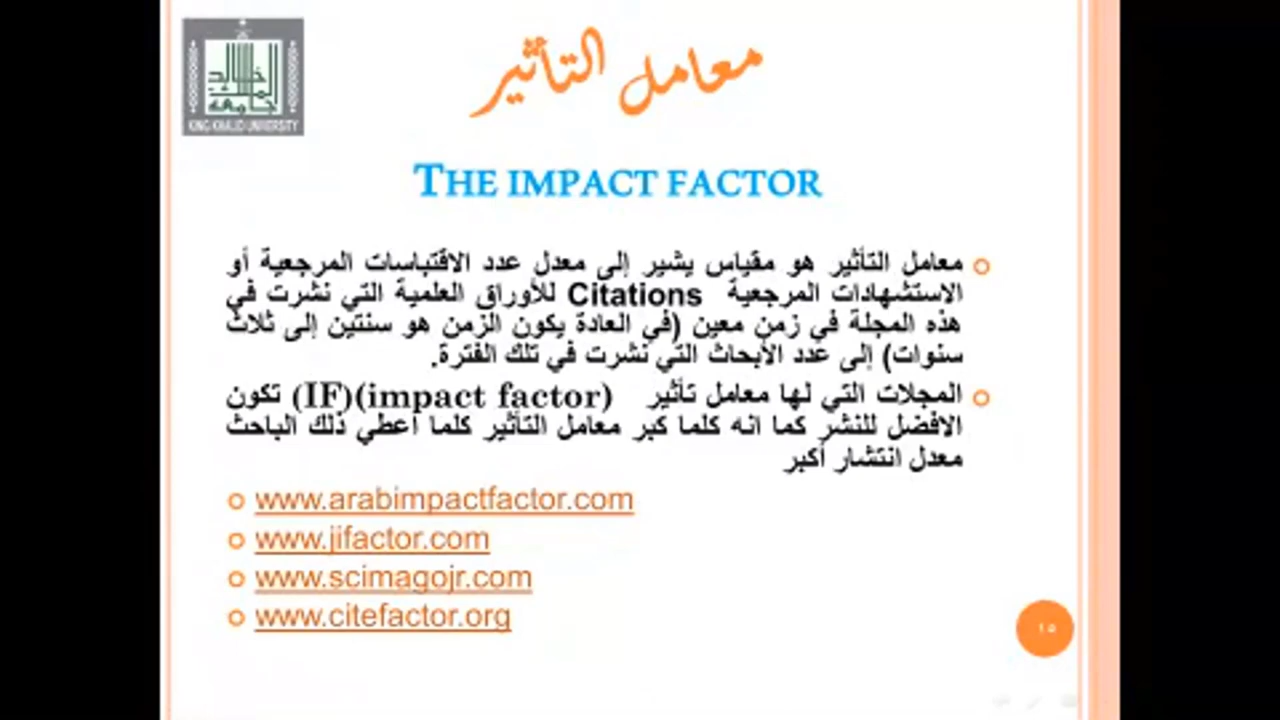 معامل التأثير
KING KHALID UNIVERSITY
THE IMPACT FACTOR
معامل التأثير هو مقياس يشير إلى معدل عدد الاقتباسات المرجعية أو
الاستشهادات المرجعية Citations للأوراق العلمية التي نشرت في
هذه المجلة في زمن معين (في العادة يكون الزمن هو سنتين إلى ثلاث
سنوات) إلى عدد الأبحاث التي نشرت في تلك الفترة.
المجلات التي لها معامل تأثير (impact factor)(IF) تكون
الافضل للنشر كما انه كلما كبر معامل التأثير كلما اعطي ذلك الباحث
معدل انتشار أكبر
www.arabimpactfactor.com
www.jifactor.com
www.scimagojr.com
www.citefactor.org
١٥